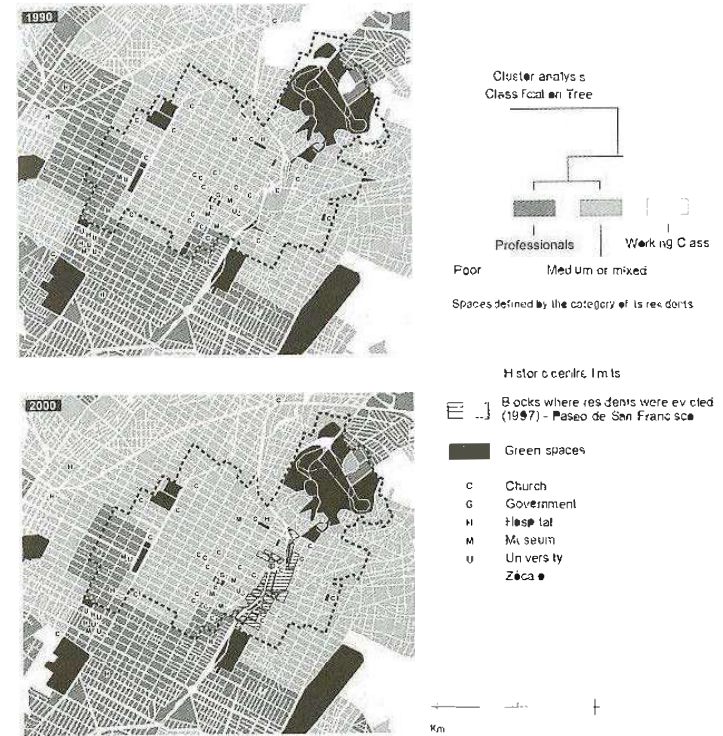 1990
Cluster analysis
Classification Tree
Professionals
Working Class
Poor
Medium or mixed
Spaces defined by the category of its residents
Historic centre limits
Blocks where residents were evicted
(1997) - Paseo de San Francisco
Green spaces
C Church
G Government
H Hospital
M Museum
U University
Zócalo
2000
Km